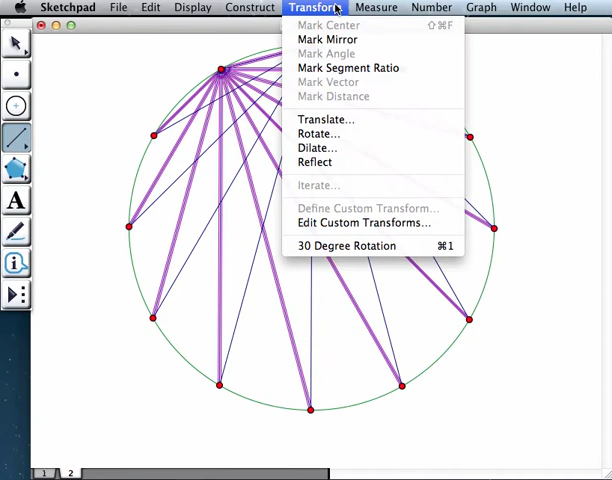 Sketchpad File Edit Display Construct Transform Measure Number Graph Window Help
Mark Center ⇧⌘F
Mark Mirror
Mark Angle
Mark Segment Ratio
Mark Vector
Mark Distance
Translate...
Rotate...
Dilate...
Reflect
Iterate...
Define Custom Transform...
Edit Custom Transforms...
30 Degree Rotation ⌘1
A
1 2